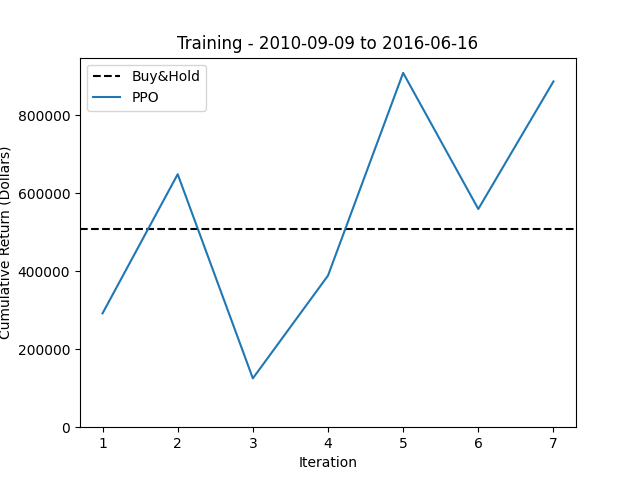 Training - 2010-09-09 to 2016-06-16
Buy&Hold
PPO
Cumulative Return (Dollars)
800000
600000
400000
200000
0
1 2 3 4 5 6 7
Iteration